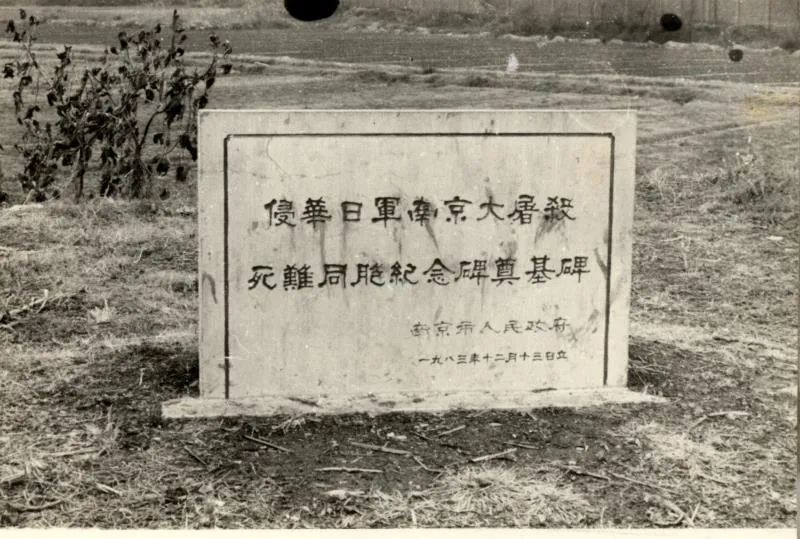 侵華日軍南京大屠殺
死難同胞紀念碑奠基碑
南京市人民政府
一九八三年十二月十三日立